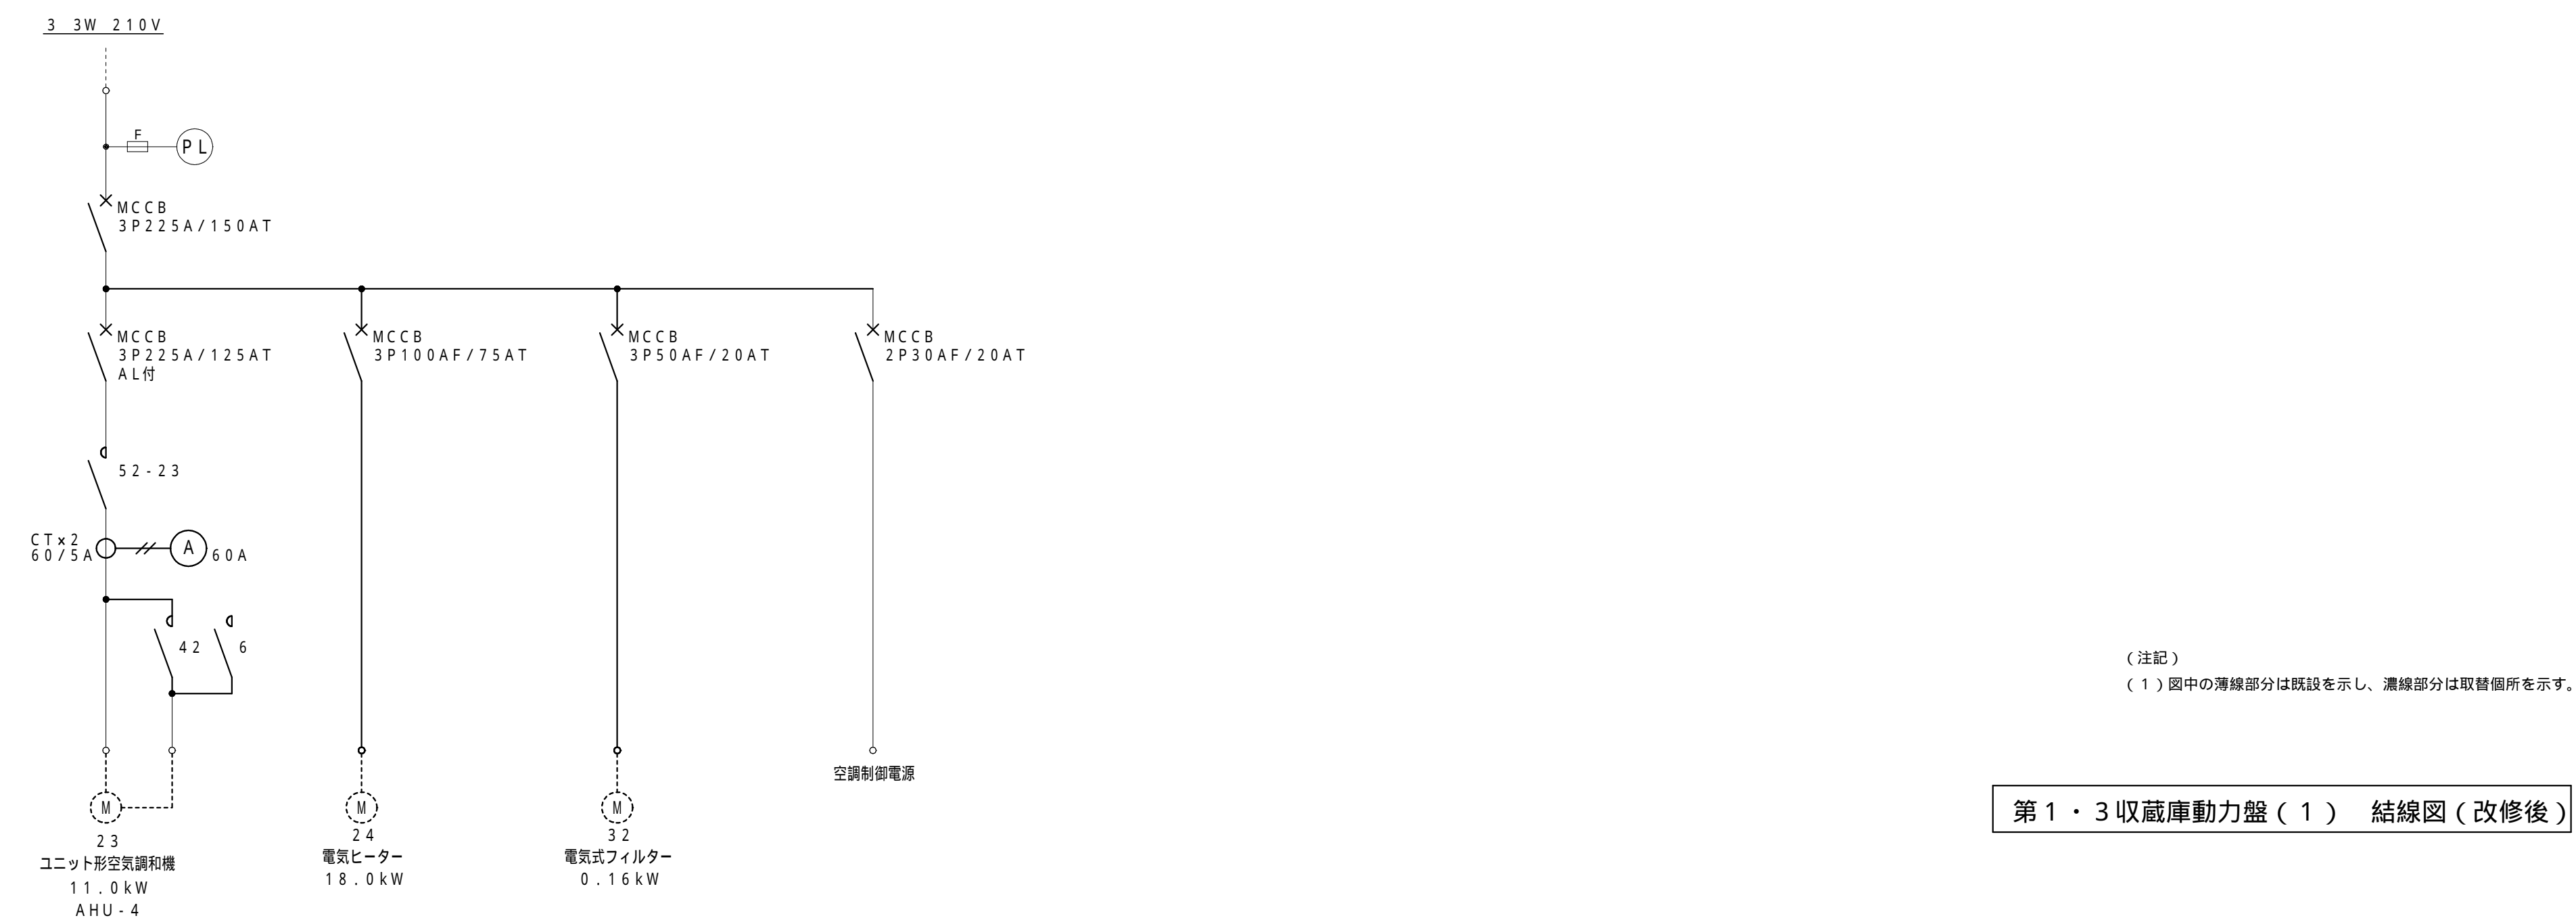 3 3W 210V
F
PL
MCCB
3P225A/150AT
MCCB
3P225A/125AT
AL付
MCCB
3P100AF/75AT
MCCB
3P50AF/20AT
MCCB
2P30AF/20AT
52-23
CT×2
60/5A
A
60A
42
6
(注記)
(1)図中の薄線部分は既設を示し、濃線部分は取替個所を示す。
空調制御電源
M
23
ユニット形空気調和機
11.0kW
AHU-4
M
24
電気ヒーター
18.0kW
M
32
電気式フィルター
0.16kW
第1・3収蔵庫動力盤(1) 結線図(改修後)